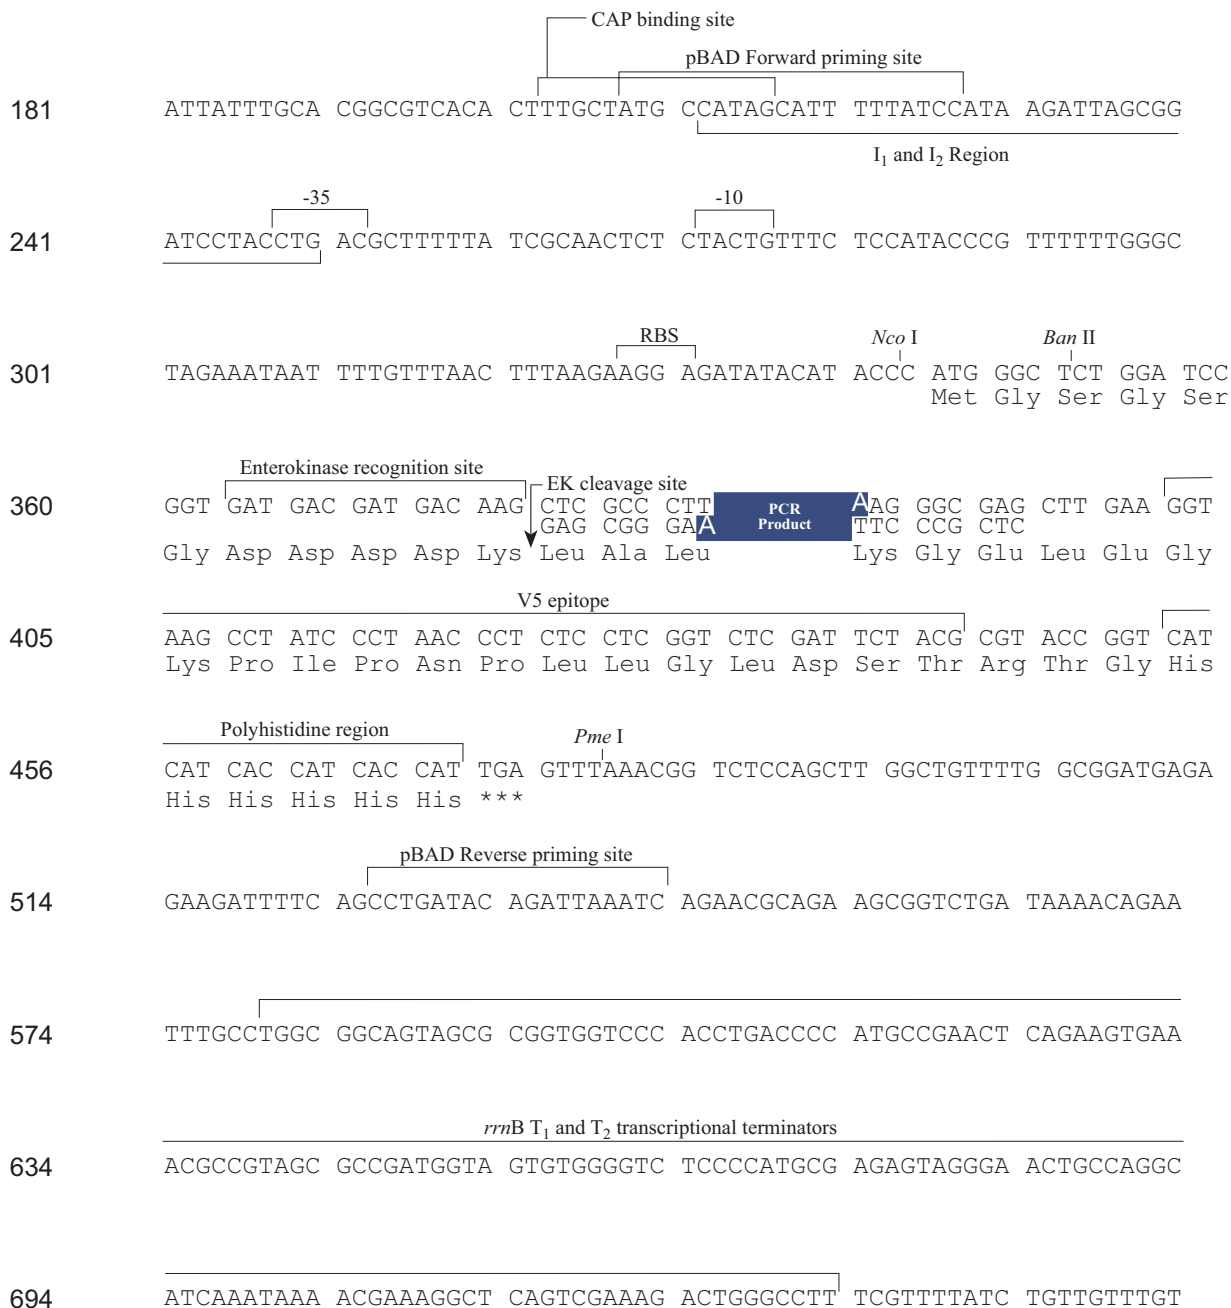 CAP binding site
pBAD Forward priming site
181 ATTATTTGCA CGGCGTCACA CTTTGCTATG CCATAGCATT TTTATCCATA AGATTAGCGG
I1 and I2 Region
-35 -10
241 ATCCTACCTG ACGCTTTTTA TCGCAACTCT CTACTGTTTC TCCATACCCG TTTTTTGGGC
RBS Nco I Ban II
301 TAGAAATAAT TTTGTTTAAC TTTAAGAAGG AGATATACAT ACCC ATG GGC TCT GGA TCC
Met Gly Ser Gly Ser
Enterokinase recognition site
EK cleavage site
360 GGT GAT GAC GAT GAC AAG CTC GCC CTT PCR Product AAG GGC GAG CTT GAA GGT
GAG CGG GAA TTC CCG CTC
Gly Asp Asp Asp Asp Lys Leu Ala Leu Lys Gly Glu Leu Glu Gly
V5 epitope
405 AAG CCT ATC CCT AAC CCT CTC CTC GGT CTC GAT TCT ACG CGT ACC GGT CAT
Lys Pro Ile Pro Asn Pro Leu Leu Gly Leu Asp Ser Thr Arg Thr Gly His
Polyhistidine region Pme I
456 CAT CAC CAT CAC CAT TGA GTTTAAACGG TCTCCAGCTT GGCTGTTTTG GCGGATGAGA
His His His His His ***
pBAD Reverse priming site
514 GAAGATTTTC AGCCTGATAC AGATTAAATC AGAACGCAGA AGCGGTCTGA TAAAACAGAA
574 TTTGCCTGGC GGCAGTAGCG CGGTGGTCCC ACCTGACCCC ATGCCGAACT CAGAAGTGAA
rrnB T1 and T2 transcriptional terminators
634 ACGCCGTAGC GCCGATGGTA GTGTGGGGTC TCCCCATGCG AGAGTAGGGA ACTGCCAGGC
694 ATCAAATAAA ACGAAAGGCT CAGTCGAAAG ACTGGGCCTT TCGTTTTATC TGTTGTTTGT